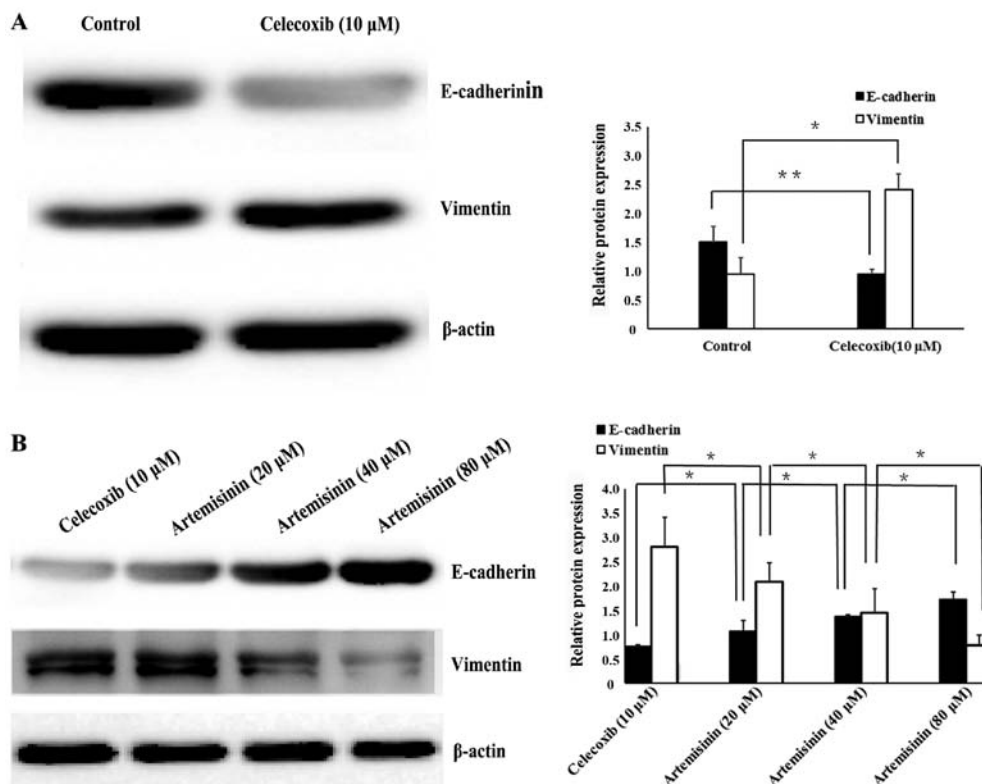 A
Control
Celecoxib (10 µM)
E-cadherinin
Vimentin
β-actin
E-cadherin
Vimentin
Relative protein expression
3.5
3.0
2.5
2.0
1.5
1.0
0.5
0
*
**
Control
Celecoxib(10 µM)
B
Celecoxib (10 µM)
Artemisinin (20 µM)
Artemisinin (40 µM)
Artemisinin (80 µM)
E-cadherin
Vimentin
β-actin
E-cadherin
Vimentin
Relative protein expression
4.0
3.5
3.0
2.5
2.0
1.5
1.0
0.5
0
* * *
* * *
Celecoxib (10 µM)
Artemisinin (20 µM)
Artemisinin (40 µM)
Artemisinin (80 µM)